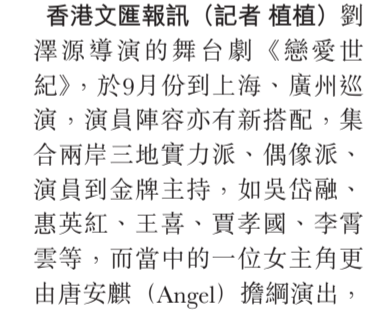 香港文匯報訊（記者 植植）劉
澤源導演的舞台劇《戀愛世
紀》，於9月份到上海、廣州巡
演，演員陣容亦有新搭配，集
合兩岸三地實力派、偶像派、
演員到金牌主持，如吳岱融、
惠英紅、王喜、賈孝國、李霄
雲等，而當中的一位女主角更
由唐安麒（Angel）擔綱演出，